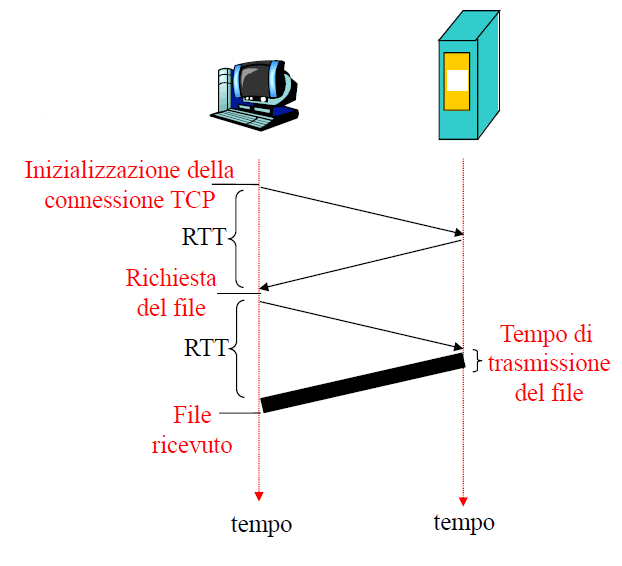 Inizializzazione della
connessione TCP
RTT
Richiesta
del file
RTT
Tempo di
trasmissione
del file
File
ricevuto
tempo
tempo